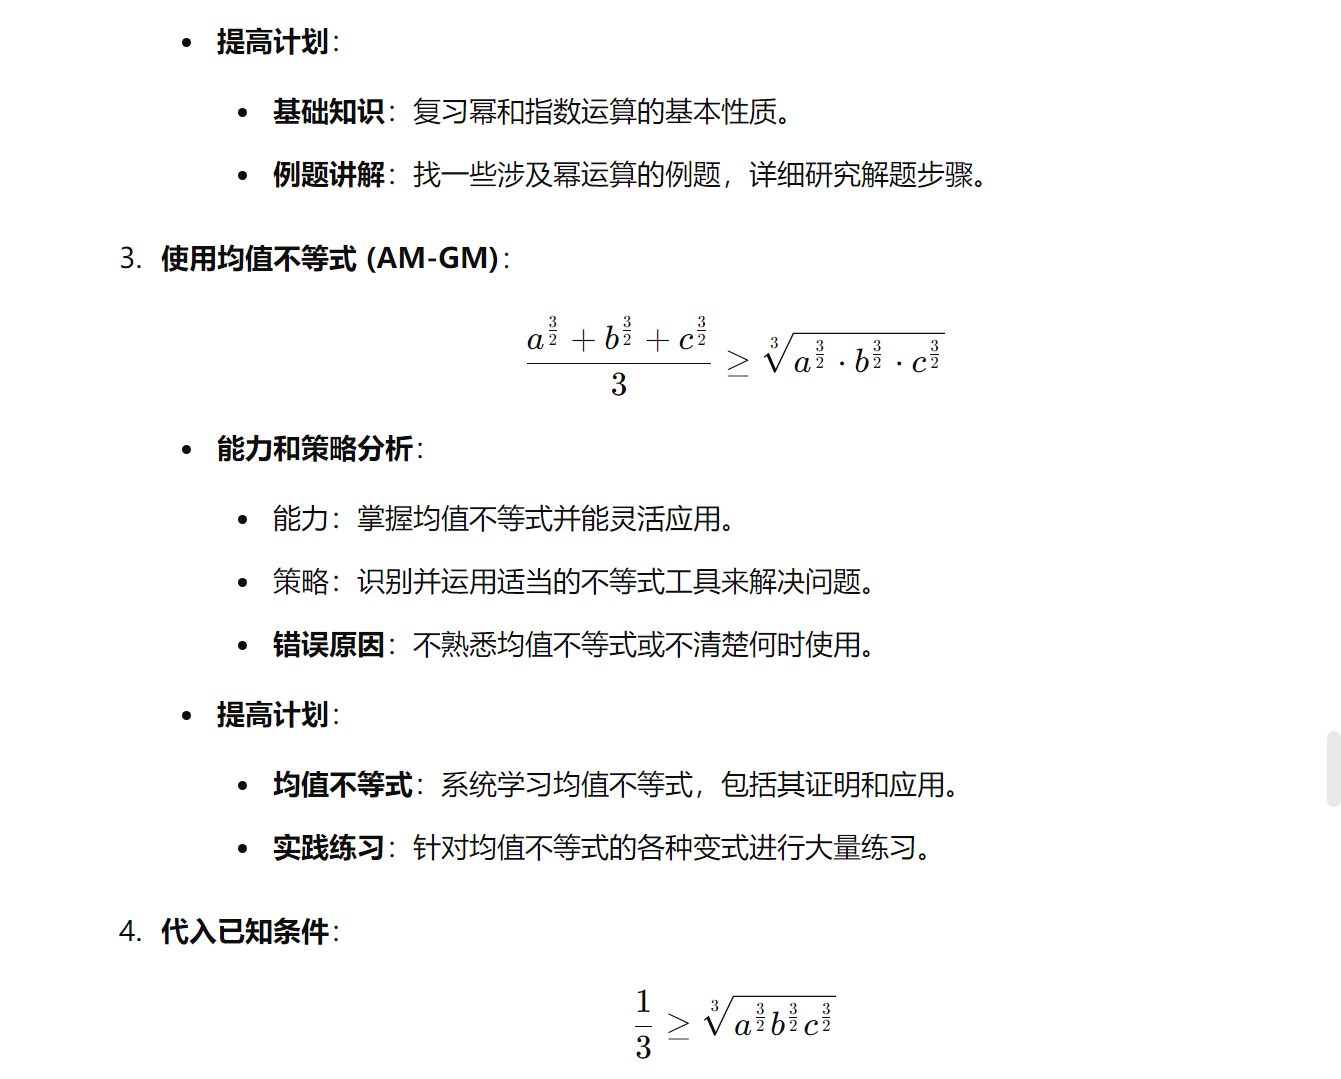 • 提高计划：
• 基础知识：复习幂和指数运算的基本性质。
• 例题讲解：找一些涉及幂运算的例题，详细研究解题步骤。
3. 使用均值不等式 (AM-GM)：
\frac{a^{\frac{3}{2}} + b^{\frac{3}{2}} + c^{\frac{3}{2}}}{3} \geq \sqrt[3]{a^{\frac{3}{2}} \cdot b^{\frac{3}{2}} \cdot c^{\frac{3}{2}}}
• 能力和策略分析：
• 能力：掌握均值不等式并能灵活应用。
• 策略：识别并运用适当的不等式工具来解决问题。
• 错误原因：不熟悉均值不等式或不清楚何时使用。
• 提高计划：
• 均值不等式：系统学习均值不等式，包括其证明和应用。
• 实践练习：针对均值不等式的各种变式进行大量练习。
4. 代入已知条件：
\frac{1}{3} \geq \sqrt[3]{a^{\frac{3}{2}} b^{\frac{3}{2}} c^{\frac{3}{2}}}